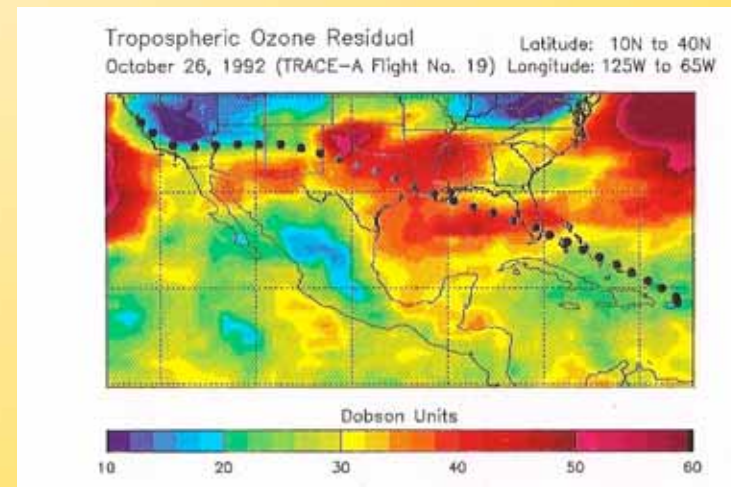 Tropospheric Ozone Residual
Latitude: 10N to 40N
October 26, 1992 (TRACE-A Flight No. 19) Longitude: 125W to 65W
Dobson Units
10 20 30 40 50 60